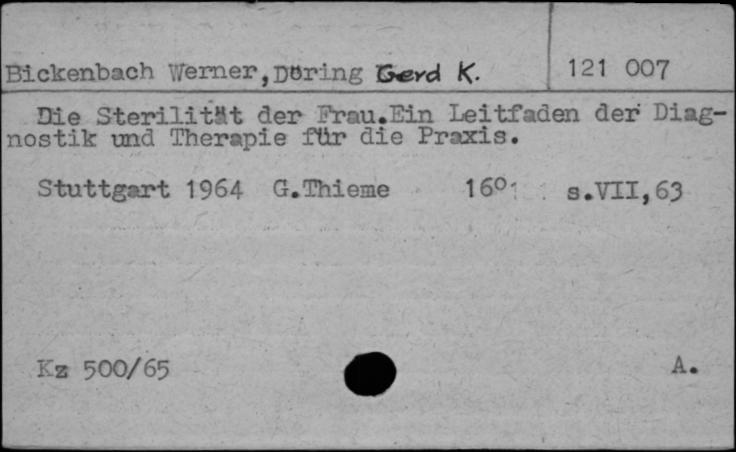 Bickenbach Werner,Döring Gerd K. 121 007
Die Sterilität der Frau.Ein Leitfaden der Diag-
nostik und Therapie für die Praxis.
Stuttgart 1964 G.Thieme 16° s.VII,63
Kz 500/65 A.